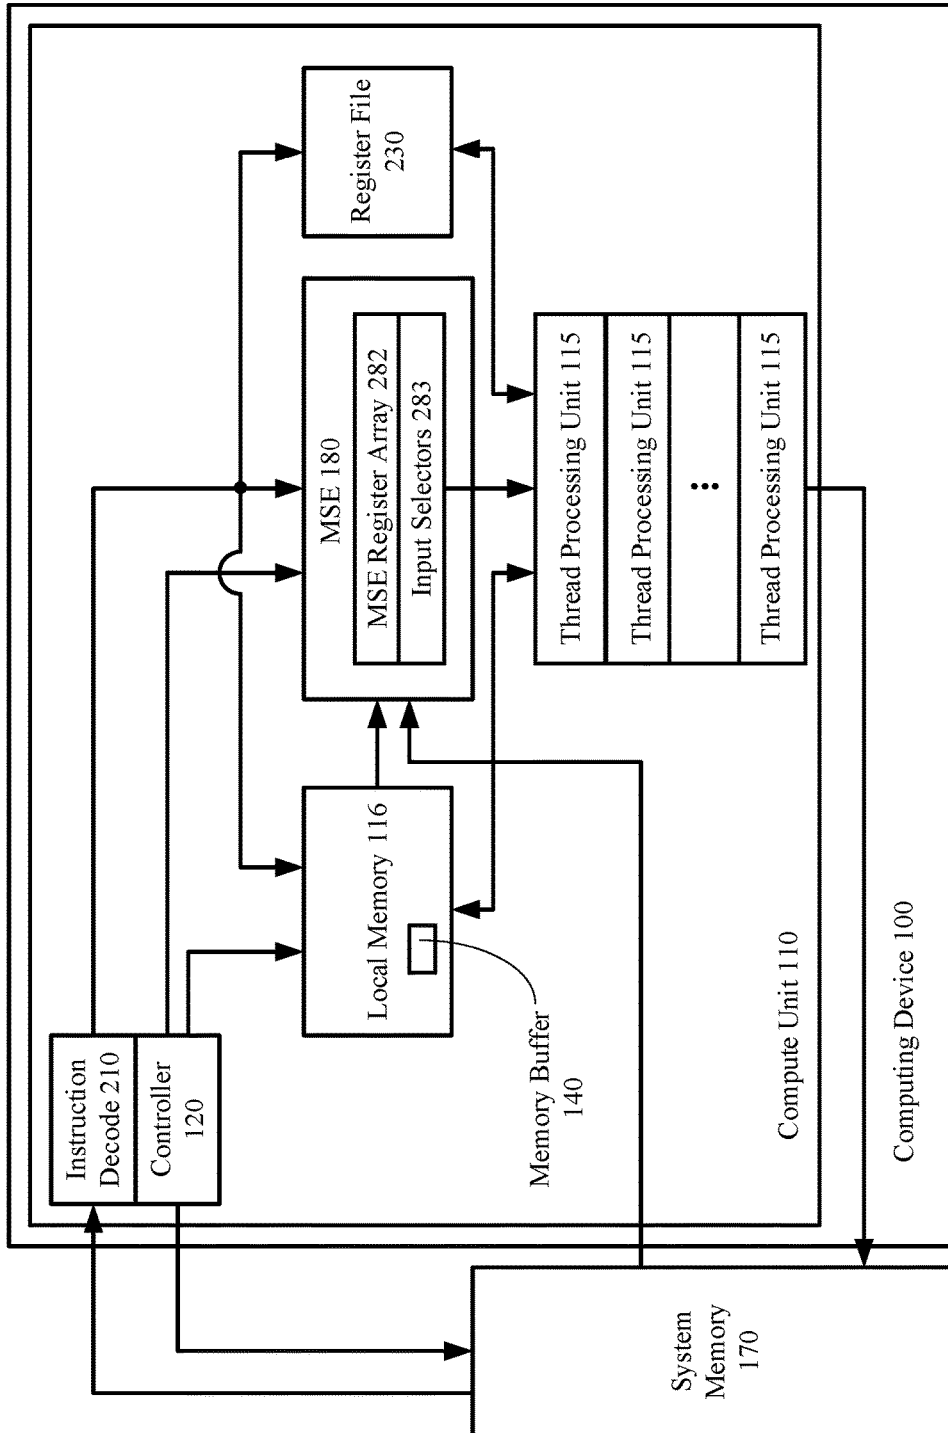 Instruction
Decode 210
Controller
120
Local Memory 116
Memory Buffer
140
MSE 180
MSE Register Array 282
Input Selectors 283
Register File
230
Thread Processing Unit 115
Thread Processing Unit 115
...
Thread Processing Unit 115
Compute Unit 110
Computing Device 100
System
Memory
170